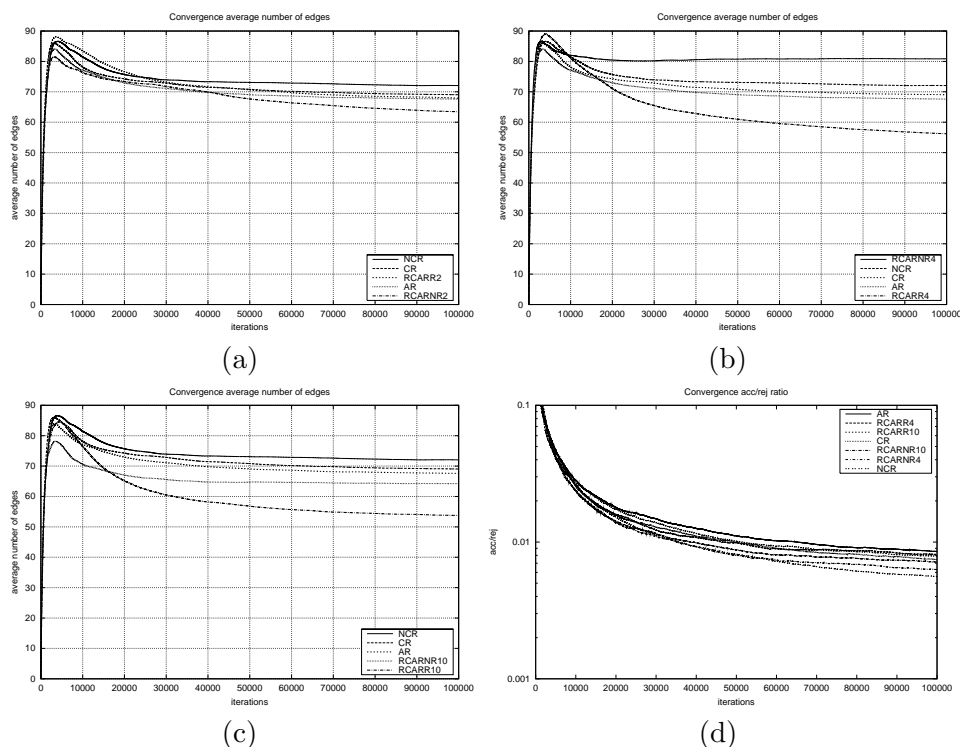 Convergence average number of edges
90
80
70
60
50
40
30
20
10
0
average number of edges
NCR
CR
RCARR2
AR
RCARNR2
0 10000 20000 30000 40000 50000 60000 70000 80000 90000 100000
iterations
(a)
Convergence average number of edges
90
80
70
60
50
40
30
20
10
0
average number of edges
RCARNR4
NCR
CR
AR
RCARR4
0 10000 20000 30000 40000 50000 60000 70000 80000 90000 100000
iterations
(b)
Convergence average number of edges
90
80
70
60
50
40
30
20
10
0
average number of edges
NCR
CR
AR
RCARNR10
RCARR10
0 10000 20000 30000 40000 50000 60000 70000 80000 90000 100000
iterations
(c)
Convergence acc/rej ratio
0.1
0.01
0.001
acc/rej
AR
RCARR4
RCARR10
CR
RCARNR10
RCARNR4
NCR
0 10000 20000 30000 40000 50000 60000 70000 80000 90000 100000
iterations
(d)